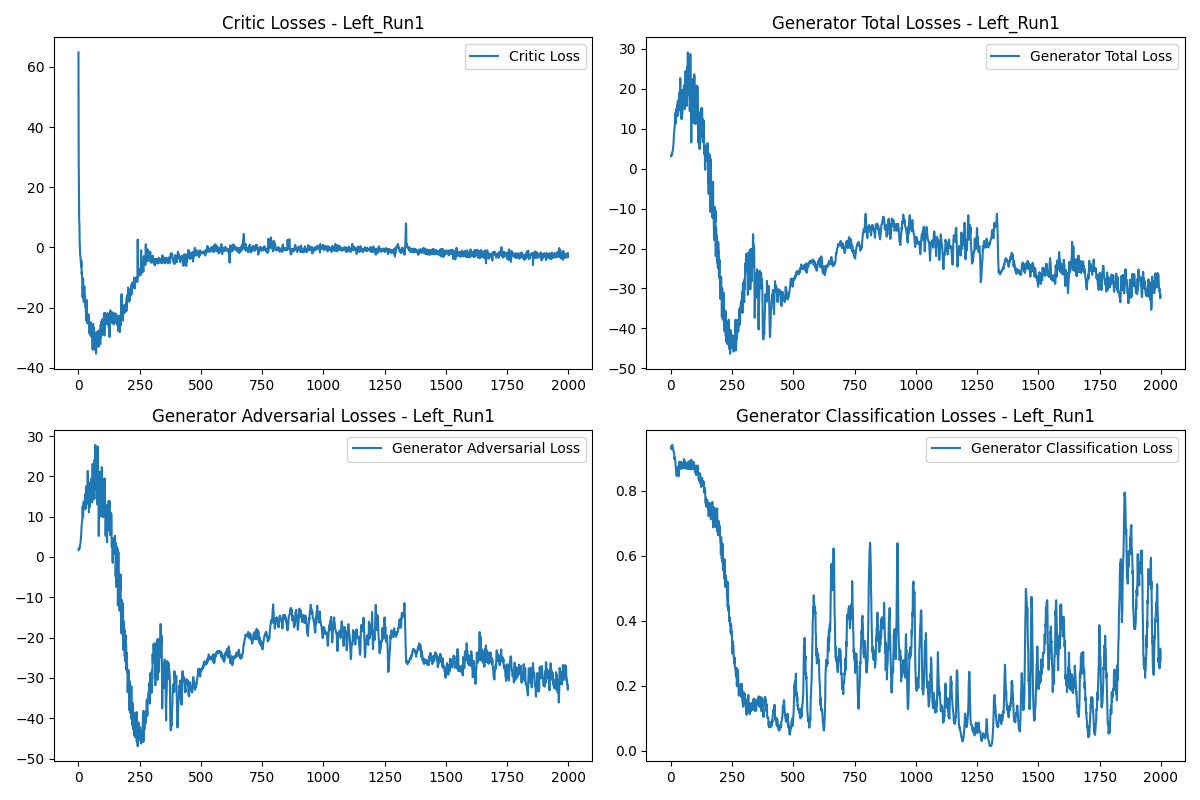 Critic Losses - Left_Run1
Critic Loss
60
40
20
0
−20
−40
0 250 500 750 1000 1250 1500 1750 2000
Generator Total Losses - Left_Run1
Generator Total Loss
30
20
10
0
−10
−20
−30
−40
−50
0 250 500 750 1000 1250 1500 1750 2000
Generator Adversarial Losses - Left_Run1
Generator Adversarial Loss
30
20
10
0
−10
−20
−30
−40
−50
0 250 500 750 1000 1250 1500 1750 2000
Generator Classification Losses - Left_Run1
Generator Classification Loss
0.8
0.6
0.4
0.2
0.0
0 250 500 750 1000 1250 1500 1750 2000